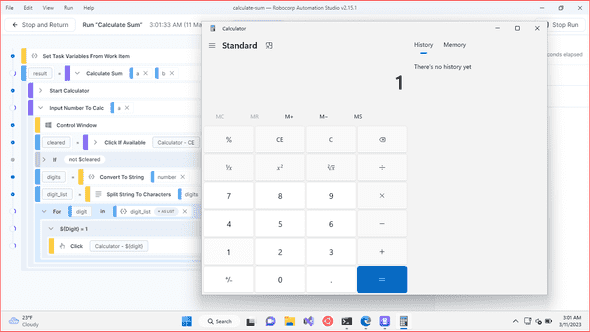 File Edit View Run Window
calculate-sum — Robocorp Automation Studio v2.15.1
Stop and Return Run "Calculate Sum" 3:01:33 AM (11 Ma
Stop Run
conds elapsed
Set Task Variables From Work Item
result = Calculate Sum a b
Start Calculator
Input Number To Calc a
Control Window
cleared = Click If Available Calculator - CE
If not $cleared
digits = Convert To String number
digit_list = Split String To Characters digits
For digit in digit_list
${Digit} = 1
Click Calculator - ${digit}
Calculator
Standard
History Memory
There's no history yet
1
MC MR M+ M− MS
% CE C
¹/x x² ²√x ÷
7 8 9 ×
4 5 6 −
1 2 3 +
+/− 0 . =
23°F
Cloudy
Search
3:01 AM
3/11/2023